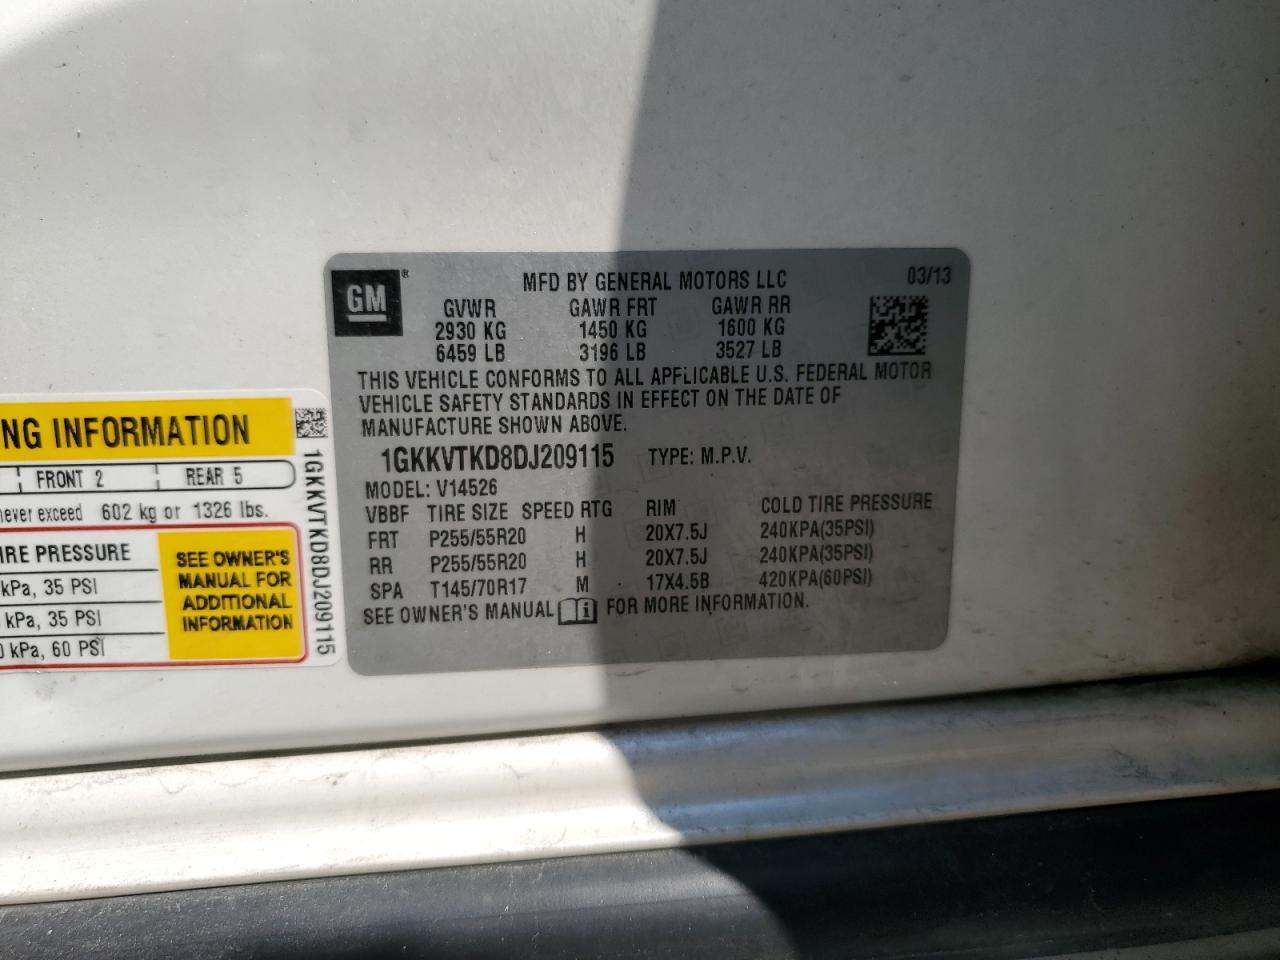 GM ®
MFD BY GENERAL MOTORS LLC 03/13
GVWR GAWR FRT GAWR RR
2930 KG 1450 KG 1600 KG
6459 LB 3196 LB 3527 LB
THIS VEHICLE CONFORMS TO ALL APPLICABLE U.S. FEDERAL MOTOR
VEHICLE SAFETY STANDARDS IN EFFECT ON THE DATE OF
MANUFACTURE SHOWN ABOVE.
1GKKVTKD8DJ209115 TYPE: M.P.V.
MODEL: V14526
VBBF TIRE SIZE SPEED RTG RIM COLD TIRE PRESSURE
FRT P255/55R20 H 20X7.5J 240KPA(35PSI)
RR P255/55R20 H 20X7.5J 240KPA(35PSI)
SPA T145/70R17 M 17X4.5B 420KPA(60PSI)
SEE OWNER'S MANUAL FOR MORE INFORMATION.
NG INFORMATION
FRONT 2 REAR 5
never exceed 602 kg or 1326 lbs.
IRE PRESSURE
kPa, 35 PSI
kPa, 35 PSI
0 kPa, 60 PSI
SEE OWNER'S
MANUAL FOR
ADDITIONAL
INFORMATION
1GKKVTKD8DJ209115